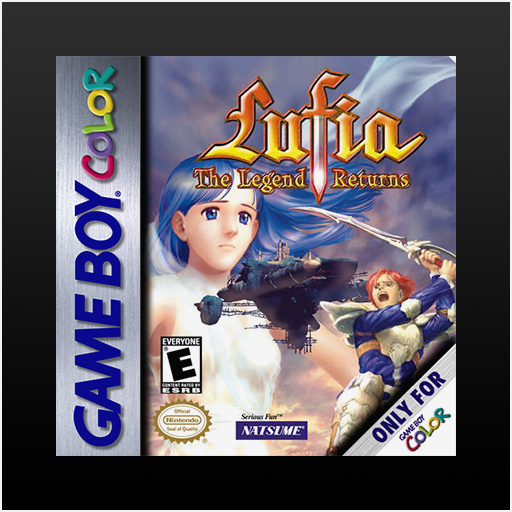 GAME BOY COLOR
Lufia
The Legend Returns
EVERYONE
E
CONTENT RATED BY
ESRB
Official
Nintendo
Seal of Quality
Serious Fun™
NATSUME®
ONLY FOR
GAME BOY
COLOR